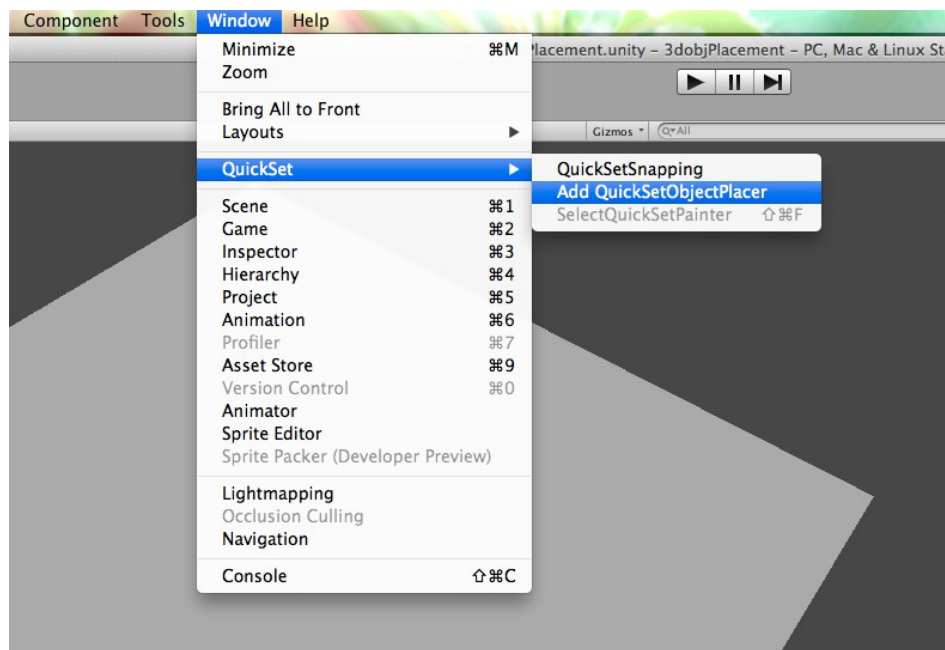 Component Tools Window Help
Placement.unity – 3dobjPlacement – PC, Mac & Linux St
Minimize ⌘M
Zoom
Bring All to Front
Layouts
Gizmos All
QuickSet
QuickSetSnapping
Add QuickSetObjectPlacer
SelectQuickSetPainter ⇧⌘F
Scene ⌘1
Game ⌘2
Inspector ⌘3
Hierarchy ⌘4
Project ⌘5
Animation ⌘6
Profiler ⌘7
Asset Store ⌘9
Version Control ⌘0
Animator
Sprite Editor
Sprite Packer (Developer Preview)
Lightmapping
Occlusion Culling
Navigation
Console ⇧⌘C